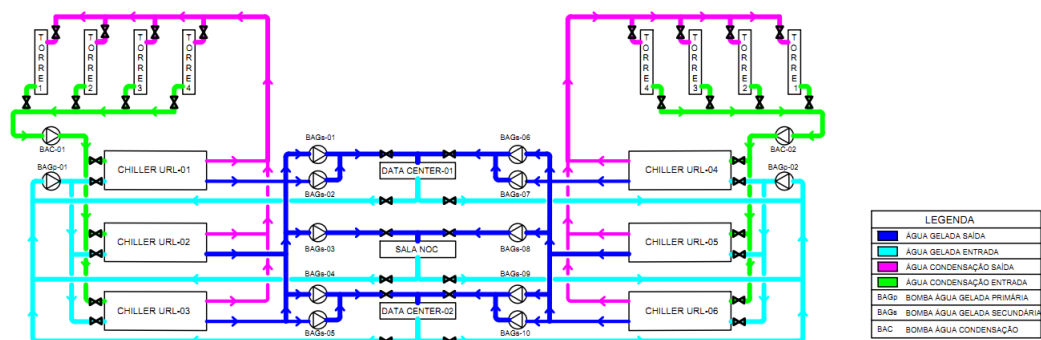 TORRE 1
TORRE 2
TORRE 3
TORRE 4
TORRE 4
TORRE 3
TORRE 2
TORRE 1
BAC-01
BAC-02
BAGs-01
BAGs-06
BAGp-01
BAGp-02
CHILLER URL-01
DATA CENTER-01
CHILLER URL-04
BAGs-02
BAGs-07
CHILLER URL-02
CHILLER URL-05
BAGs-03
SALA NOC
BAGs-08
BAGs-04
BAGs-09
CHILLER URL-03
DATA CENTER-02
CHILLER URL-06
BAGs-05
BAGs-10
LEGENDA
ÁGUA GELADA SAÍDA
ÁGUA GELADA ENTRADA
ÁGUA CONDENSAÇÃO SAÍDA
ÁGUA CONDENSAÇÃO ENTRADA
BAGp BOMBA ÁGUA GELADA PRIMÁRIA
BAGs BOMBA ÁGUA GELADA SECUNDÁRIA
BAC BOMBA ÁGUA CONDENSAÇÃO